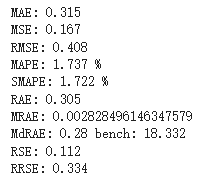 MAE: 0.315
MSE: 0.167
RMSE: 0.408
MAPE: 1.737 %
SMAPE: 1.722 %
RAE: 0.305
MRAE: 0.002828496146347579
MdRAE: 0.28 bench: 18.332
RSE: 0.112
RRSE: 0.334